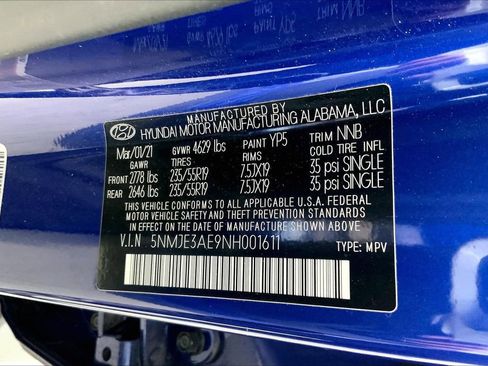 MANUFACTURED BY
HYUNDAI MOTOR MANUFACTURING ALABAMA, LLC
Mar/01/21 GVWR 4629 lbs PAINT YP5 TRIM NNB
GAWR TIRES RIMS COLD TIRE INFL
FRONT 2778 lbs 235/55R19 7.5JX19 35 psi SINGLE
REAR 2646 lbs 235/55R19 7.5JX19 35 psi SINGLE
THIS VEHICLE CONFORMS TO ALL APPLICABLE U.S.A. FEDERAL
MOTOR VEHICLE SAFETY, BUMPER, AND THEFT PREVENTION
STANDARDS IN EFFECT ON THE DATE OF MANUFACTURE SHOWN ABOVE
V.I.N 5NMJE3AE9NH001611 TYPE: MPV